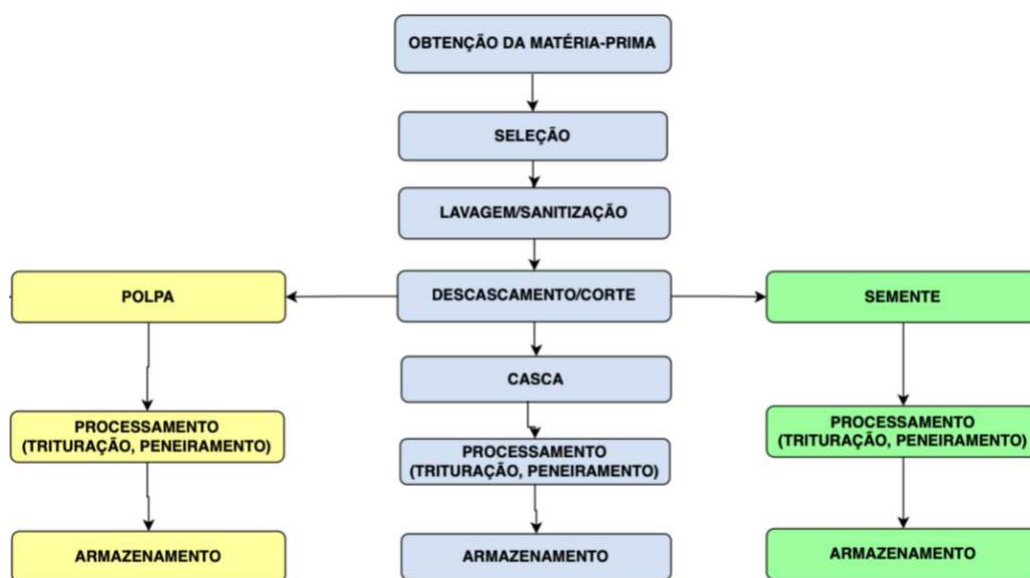 OBTENÇÃO DA MATÉRIA-PRIMA
SELEÇÃO
LAVAGEM/SANITIZAÇÃO
POLPA
DESCASCAMENTO/CORTE
SEMENTE
CASCA
PROCESSAMENTO
(TRITURAÇÃO, PENEIRAMENTO)
PROCESSAMENTO
(TRITURAÇÃO, PENEIRAMENTO)
PROCESSAMENTO
(TRITURAÇÃO, PENEIRAMENTO)
ARMAZENAMENTO
ARMAZENAMENTO
ARMAZENAMENTO